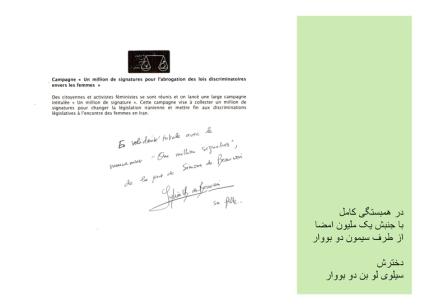 Campagne « Un million de signatures pour l'abrogation des lois discriminatoires
envers les femmes »
Des citoyennes et activistes féministes se sont réunis et on lancé une large campagne
intitulée « Un million de signature ». Cette campagne vise à collecter un million de
signatures pour changer la législation iranienne et mettre fin aux discriminations
législatives à l'encontre des femmes en Iran.
En solidarité totale avec le
mouvement "One million signatures",
de la part de Simone de Beauvoir
Sylvie Le Bon de Beauvoir
sa fille.
در همبستگی کامل
با جنبش یک ملیون امضا
از طرف سیمون دو بووار
دخترش
سیلوی لو بن دو بووار